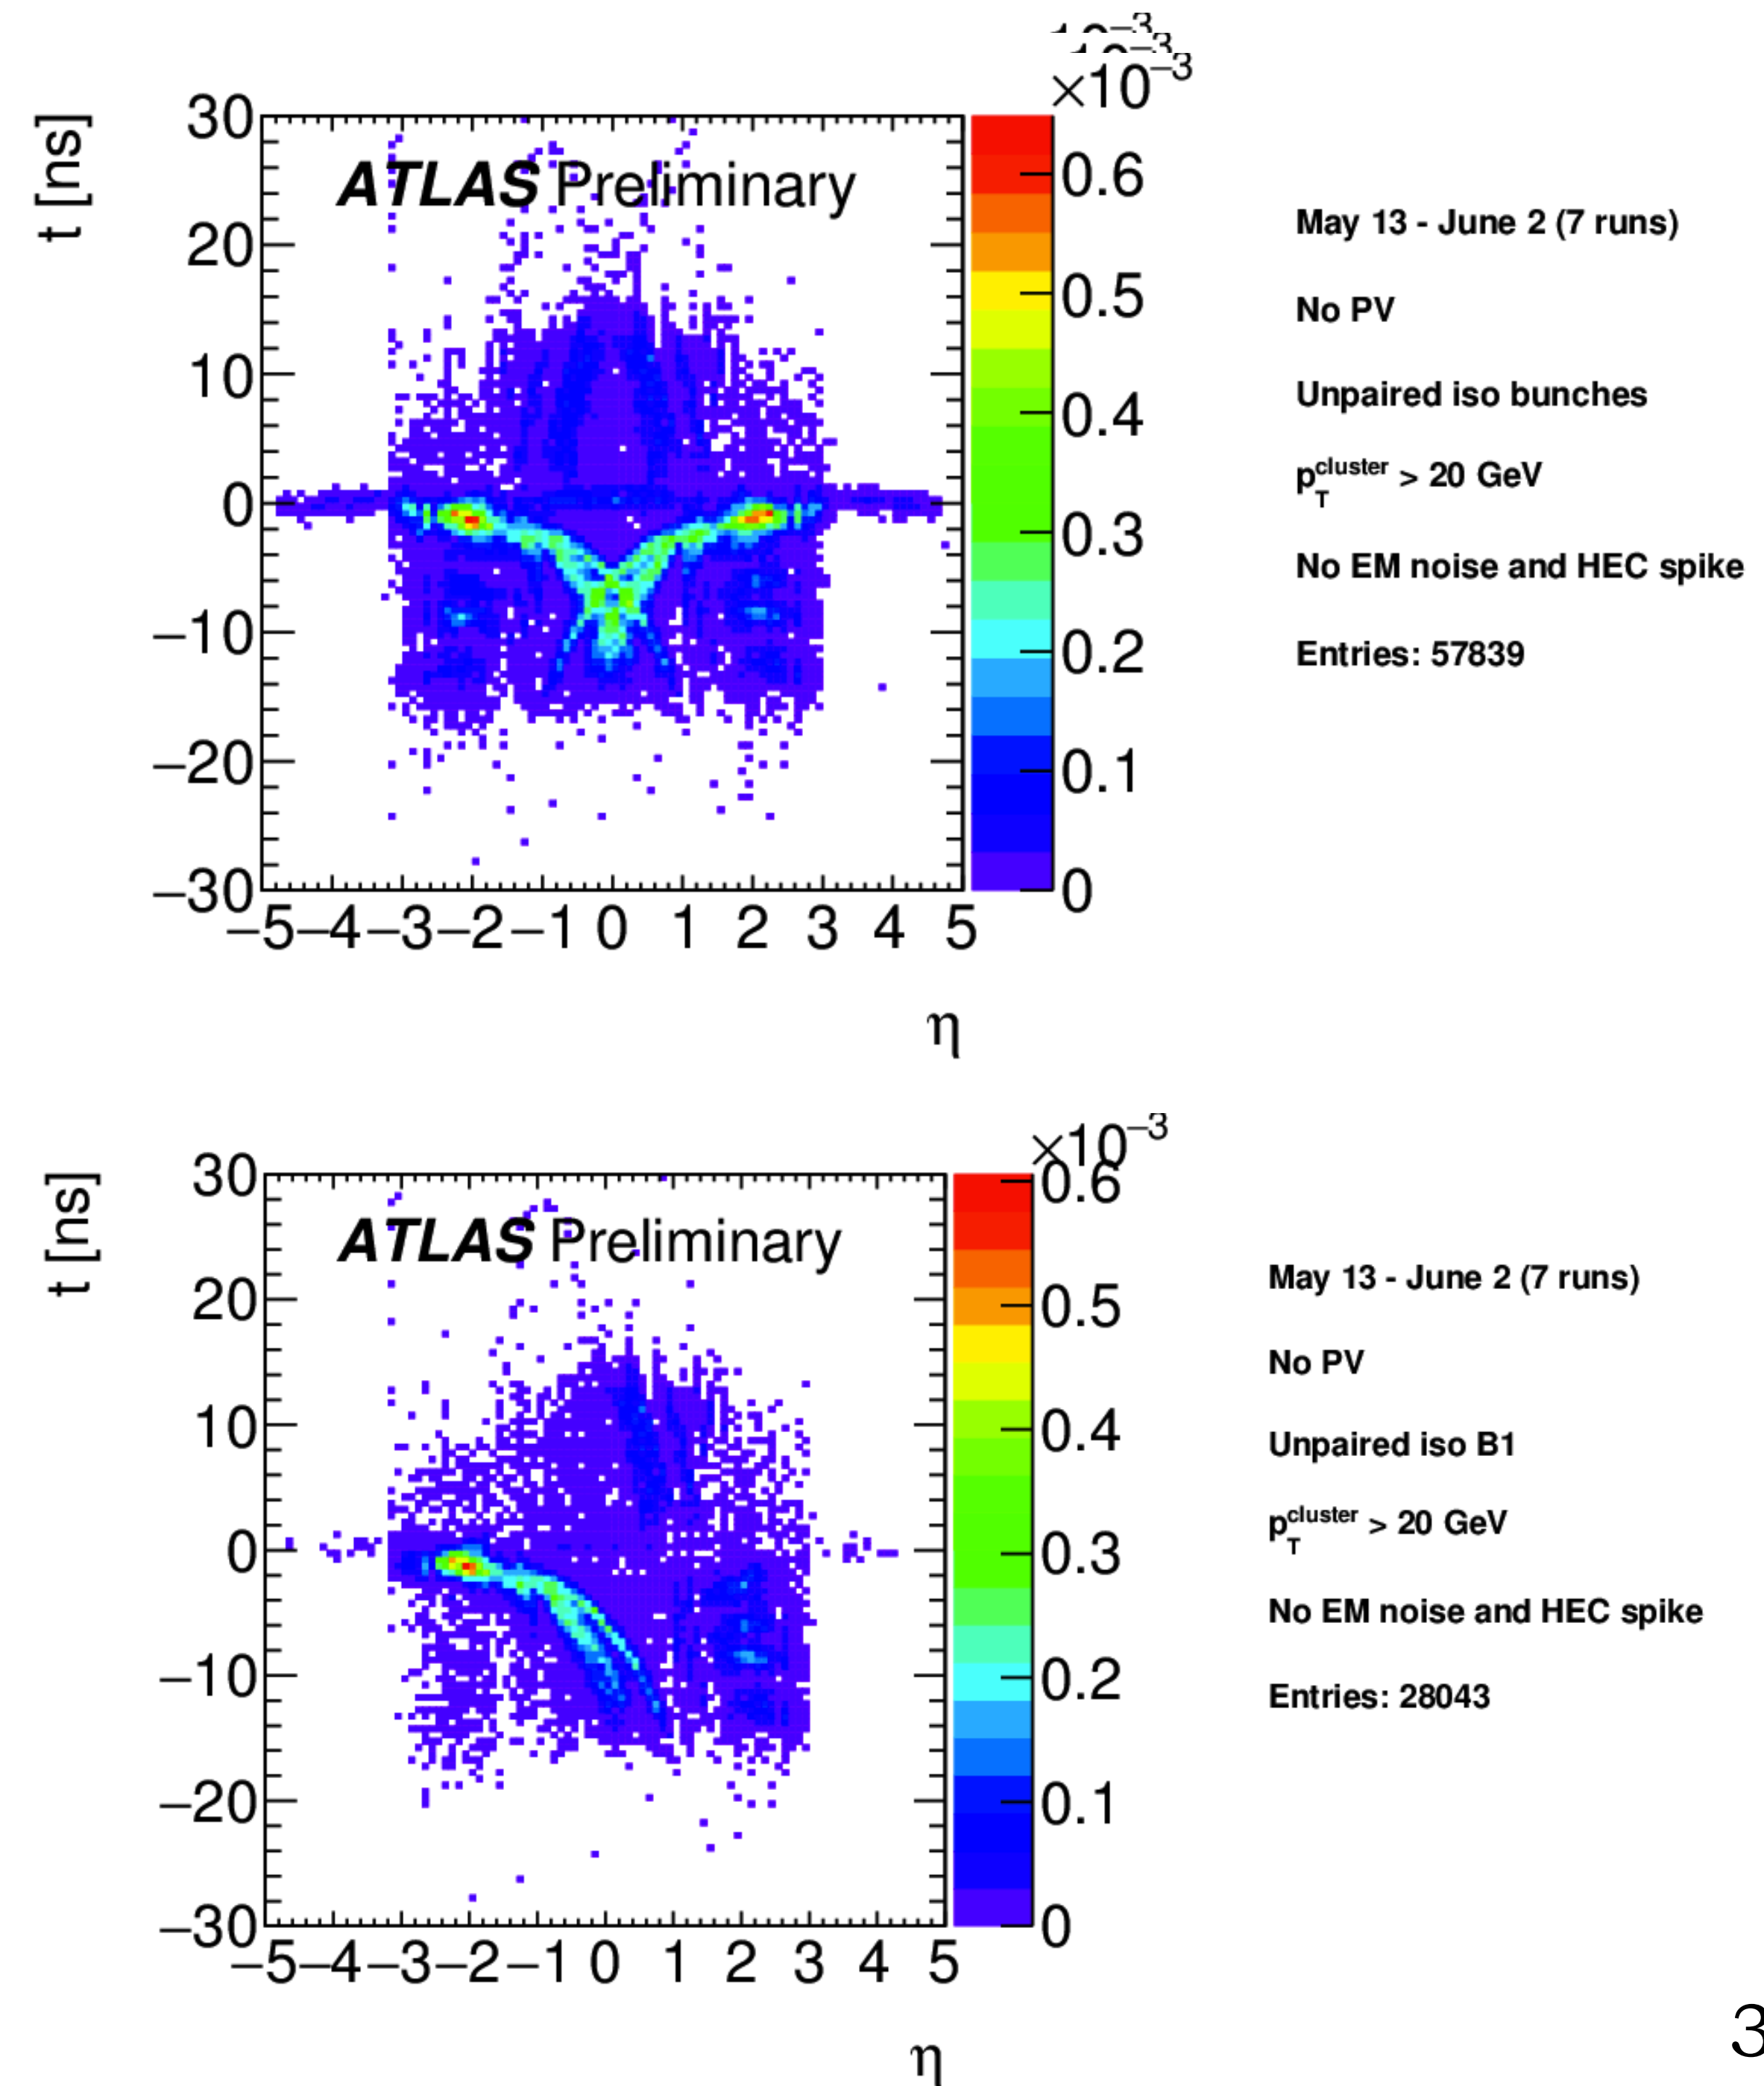 ×10⁻³
t [ns]
30
20
10
0
−10
−20
−30
ATLAS Preliminary
0.6
0.5
0.4
0.3
0.2
0.1
0
−5 −4 −3 −2 −1 0 1 2 3 4 5
η
May 13 - June 2 (7 runs)
No PV
Unpaired iso bunches
p_T^cluster > 20 GeV
No EM noise and HEC spike
Entries: 57839
×10⁻³
t [ns]
30
20
10
0
−10
−20
−30
ATLAS Preliminary
0.6
0.5
0.4
0.3
0.2
0.1
0
−5 −4 −3 −2 −1 0 1 2 3 4 5
η
May 13 - June 2 (7 runs)
No PV
Unpaired iso B1
p_T^cluster > 20 GeV
No EM noise and HEC spike
Entries: 28043
3